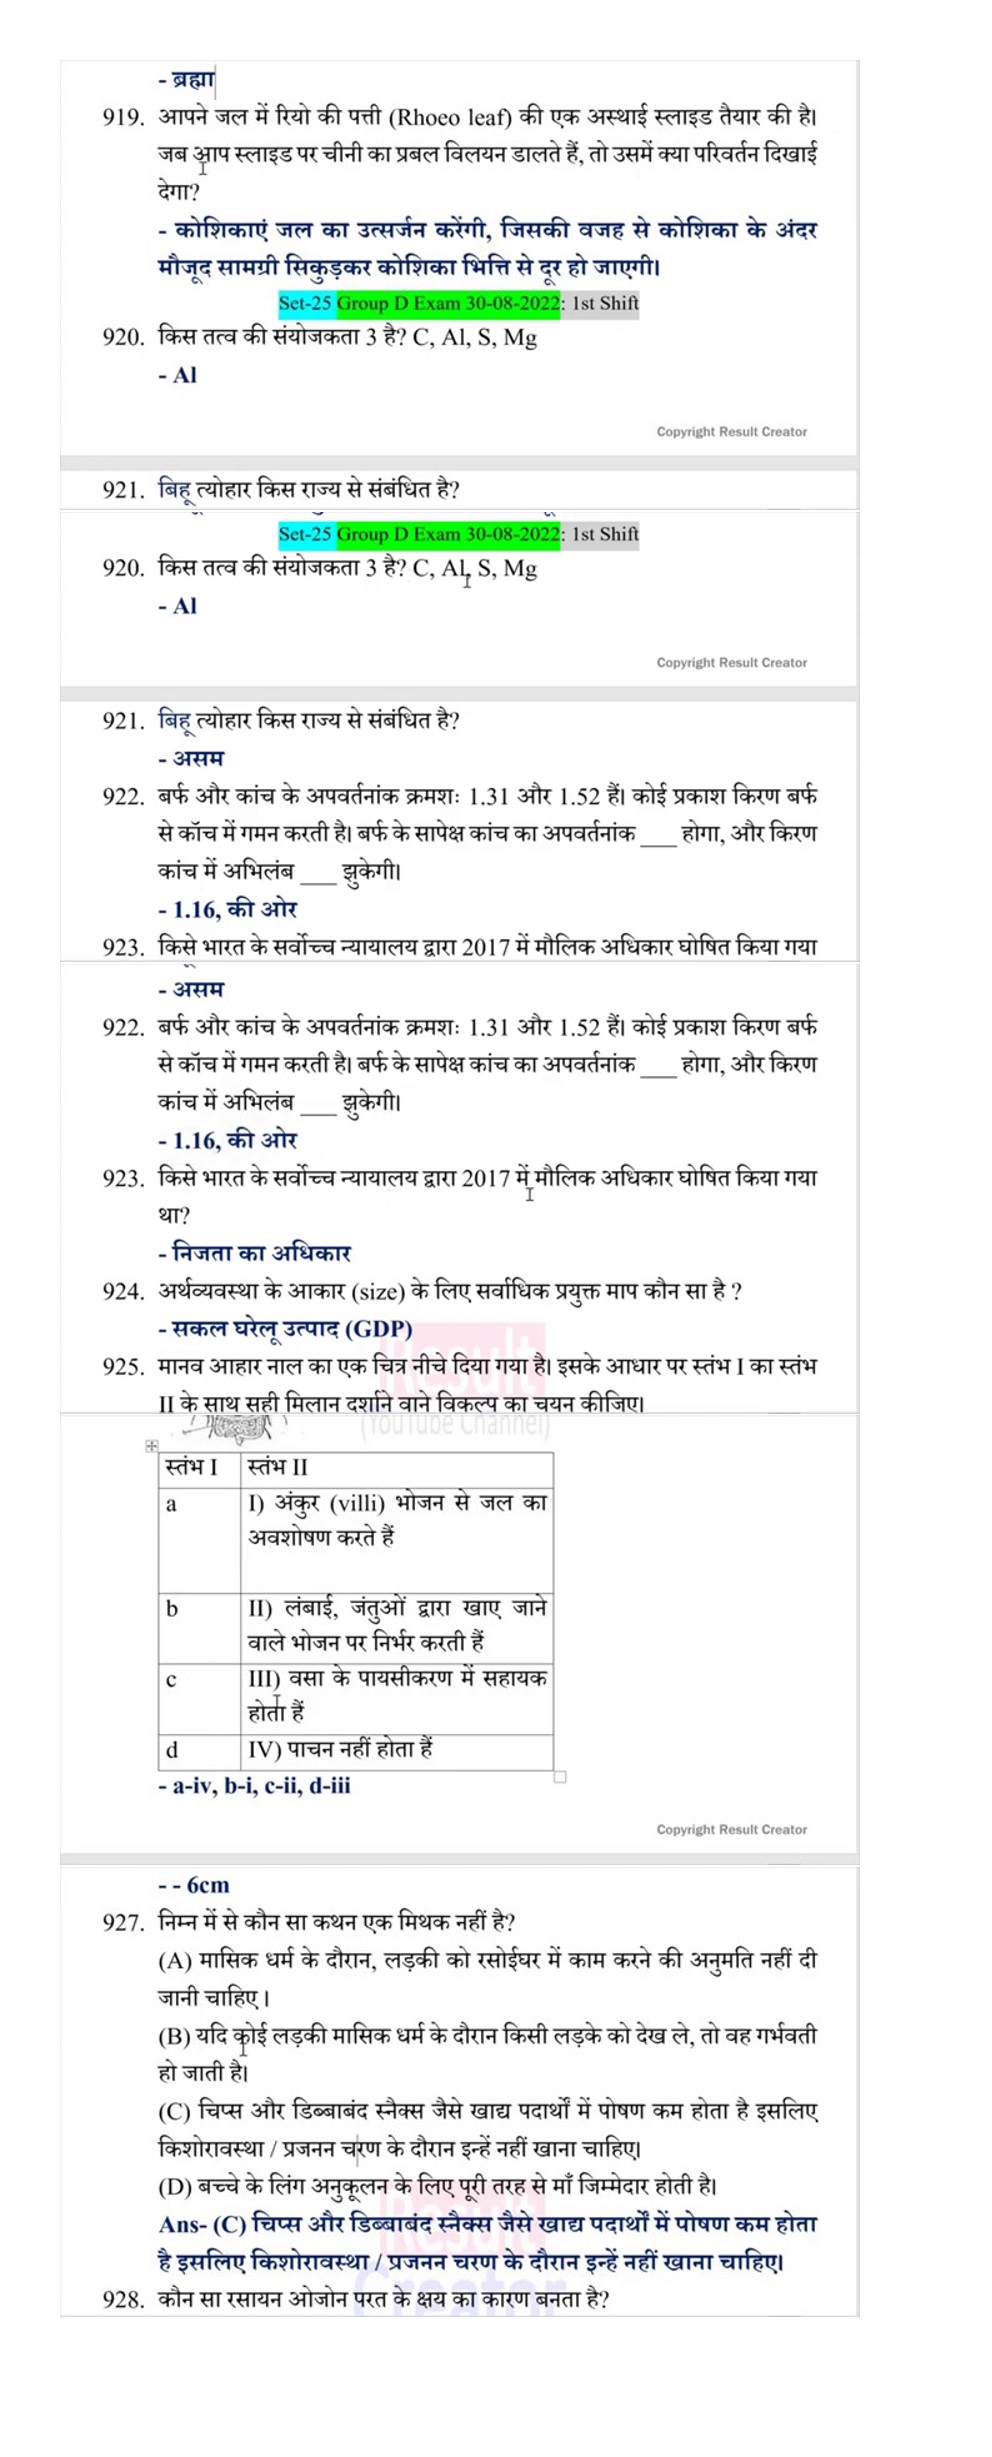 - ब्रह्मा
919. आपने जल में रियो की पत्ती (Rhoeo leaf) की एक अस्थाई स्लाइड तैयार की है।
जब आप स्लाइड पर चीनी का प्रबल विलयन डालते हैं, तो उसमें क्या परिवर्तन दिखाई
देगा?
- कोशिकाएं जल का उत्सर्जन करेंगी, जिसकी वजह से कोशिका के अंदर
मौजूद सामग्री सिकुड़कर कोशिका भित्ति से दूर हो जाएगी।
Set-25 Group D Exam 30-08-2022: 1st Shift
920. किस तत्व की संयोजकता 3 है? C, Al, S, Mg
- Al
Copyright Result Creator
921. बिहू त्योहार किस राज्य से संबंधित है?
Set-25 Group D Exam 30-08-2022: 1st Shift
920. किस तत्व की संयोजकता 3 है? C, Al, S, Mg
- Al
Copyright Result Creator
921. बिहू त्योहार किस राज्य से संबंधित है?
- असम
922. बर्फ और कांच के अपवर्तनांक क्रमशः 1.31 और 1.52 हैं। कोई प्रकाश किरण बर्फ
से कॉच में गमन करती है। बर्फ के सापेक्ष कांच का अपवर्तनांक ____ होगा, और किरण
कांच में अभिलंब ____ झुकेगी।
- 1.16, की ओर
923. किसे भारत के सर्वोच्च न्यायालय द्वारा 2017 में मौलिक अधिकार घोषित किया गया
- असम
922. बर्फ और कांच के अपवर्तनांक क्रमशः 1.31 और 1.52 हैं। कोई प्रकाश किरण बर्फ
से कॉच में गमन करती है। बर्फ के सापेक्ष कांच का अपवर्तनांक ____ होगा, और किरण
कांच में अभिलंब ____ झुकेगी।
- 1.16, की ओर
923. किसे भारत के सर्वोच्च न्यायालय द्वारा 2017 में मौलिक अधिकार घोषित किया गया
था?
- निजता का अधिकार
924. अर्थव्यवस्था के आकार (size) के लिए सर्वाधिक प्रयुक्त माप कौन सा है ?
- सकल घरेलू उत्पाद (GDP)
Result
925. मानव आहार नाल का एक चित्र नीचे दिया गया है। इसके आधार पर स्तंभ I का स्तंभ
II के साथ सही मिलान दर्शाने वाने विकल्प का चयन कीजिए।
(YouTube Channel)
स्तंभ I स्तंभ II
a I) अंकुर (villi) भोजन से जल का
अवशोषण करते हैं
b II) लंबाई, जंतुओं द्वारा खाए जाने
वाले भोजन पर निर्भर करती हैं
c III) वसा के पायसीकरण में सहायक
होता हैं
d IV) पाचन नहीं होता हैं
- a-iv, b-i, c-ii, d-iii
Copyright Result Creator
- - 6cm
927. निम्न में से कौन सा कथन एक मिथक नहीं है?
(A) मासिक धर्म के दौरान, लड़की को रसोईघर में काम करने की अनुमति नहीं दी
जानी चाहिए।
(B) यदि कोई लड़की मासिक धर्म के दौरान किसी लड़के को देख ले, तो वह गर्भवती
हो जाती है।
(C) चिप्स और डिब्बाबंद स्नैक्स जैसे खाद्य पदार्थों में पोषण कम होता है इसलिए
किशोरावस्था / प्रजनन चरण के दौरान इन्हें नहीं खाना चाहिए।
(D) बच्चे के लिंग अनुकूलन के लिए पूरी तरह से माँ जिम्मेदार होती है।
Result
Ans- (C) चिप्स और डिब्बाबंद स्नैक्स जैसे खाद्य पदार्थों में पोषण कम होता
है इसलिए किशोरावस्था / प्रजनन चरण के दौरान इन्हें नहीं खाना चाहिए।
Creator
928. कौन सा रसायन ओजोन परत के क्षय का कारण बनता है?